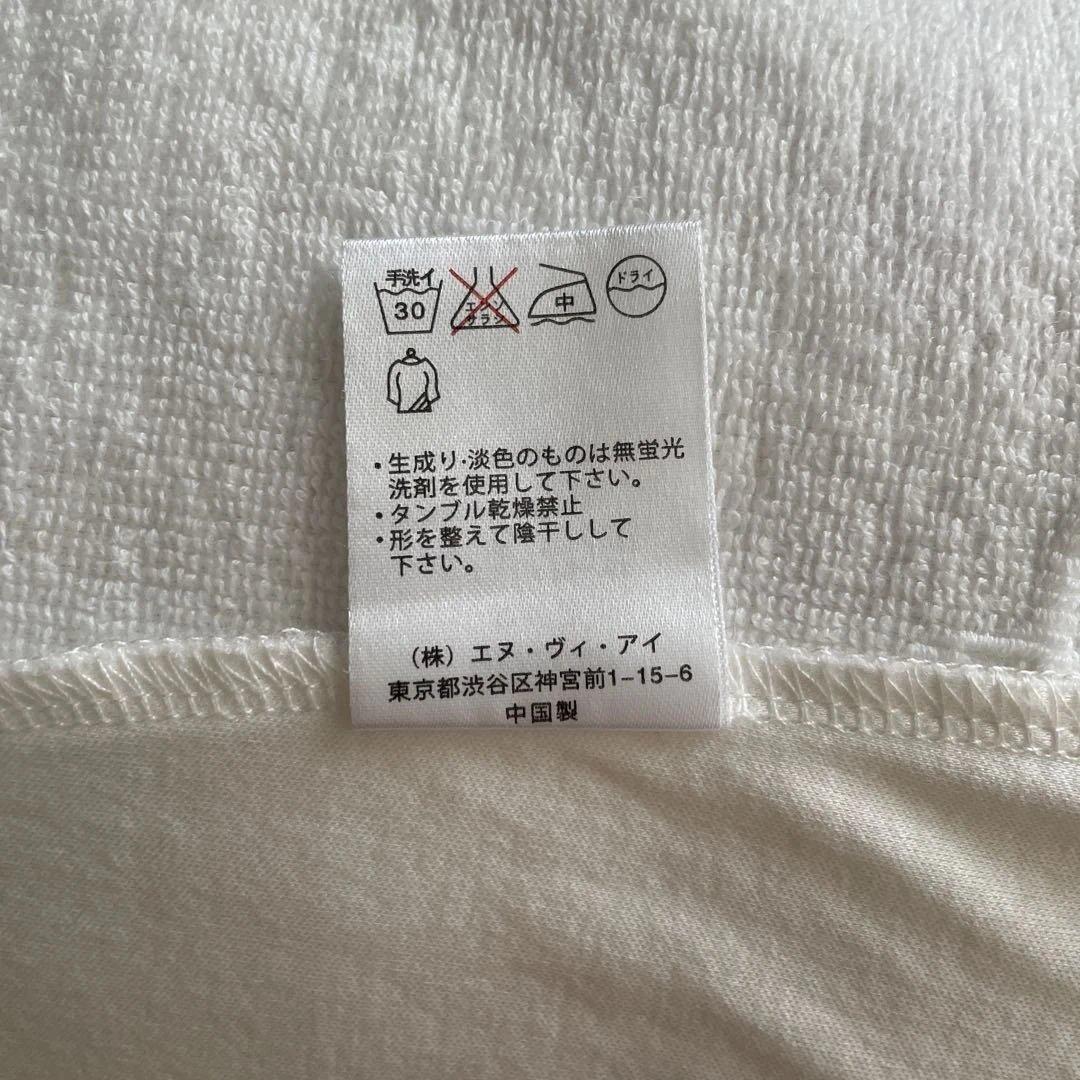 手洗イ
30
エンソ
サラシ
中
ドライ
・生成り・淡色のものは無蛍光
洗剤を使用して下さい。
・タンブル乾燥禁止
・形を整えて陰干しして
下さい。
（株）エヌ・ヴィ・アイ
東京都渋谷区神宮前1-15-6
中国製